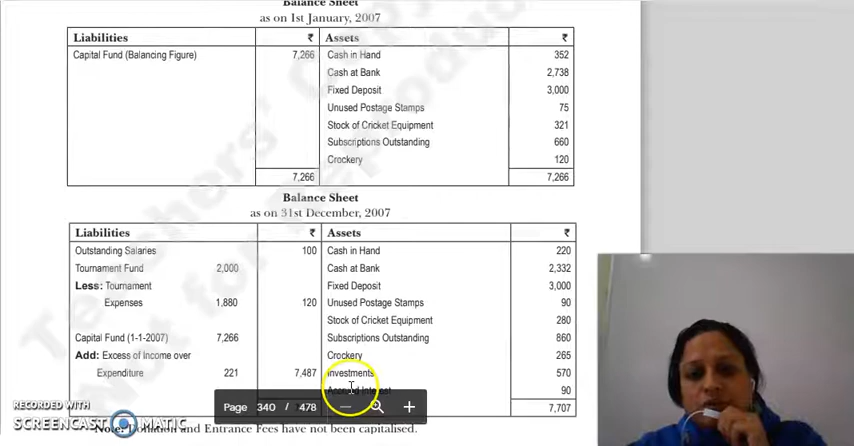 Balance Sheet
as on 1st January, 2007
Liabilities ₹ Assets ₹
Capital Fund (Balancing Figure) 7,266 Cash in Hand 352
Cash at Bank 2,738
Fixed Deposit 3,000
Unused Postage Stamps 75
Stock of Cricket Equipment 321
Subscriptions Outstanding 660
Crockery 120
7,266 7,266
Balance Sheet
as on 31st December, 2007
Liabilities ₹ Assets ₹
Outstanding Salaries 100 Cash in Hand 220
Tournament Fund 2,000 Cash at Bank 2,332
Less: Tournament Fixed Deposit 3,000
Expenses 1,880 120 Unused Postage Stamps 90
Stock of Cricket Equipment 280
Capital Fund (1-1-2007) 7,266 Subscriptions Outstanding 860
Add: Excess of Income over Crockery 265
Expenditure 221 7,487 Investments 570
Accrued Interest 90
7,707
Page 340 / 478
Note: Donation and Entrance Fees have not been capitalised.
RECORDED WITH
SCREENCAST MATIC